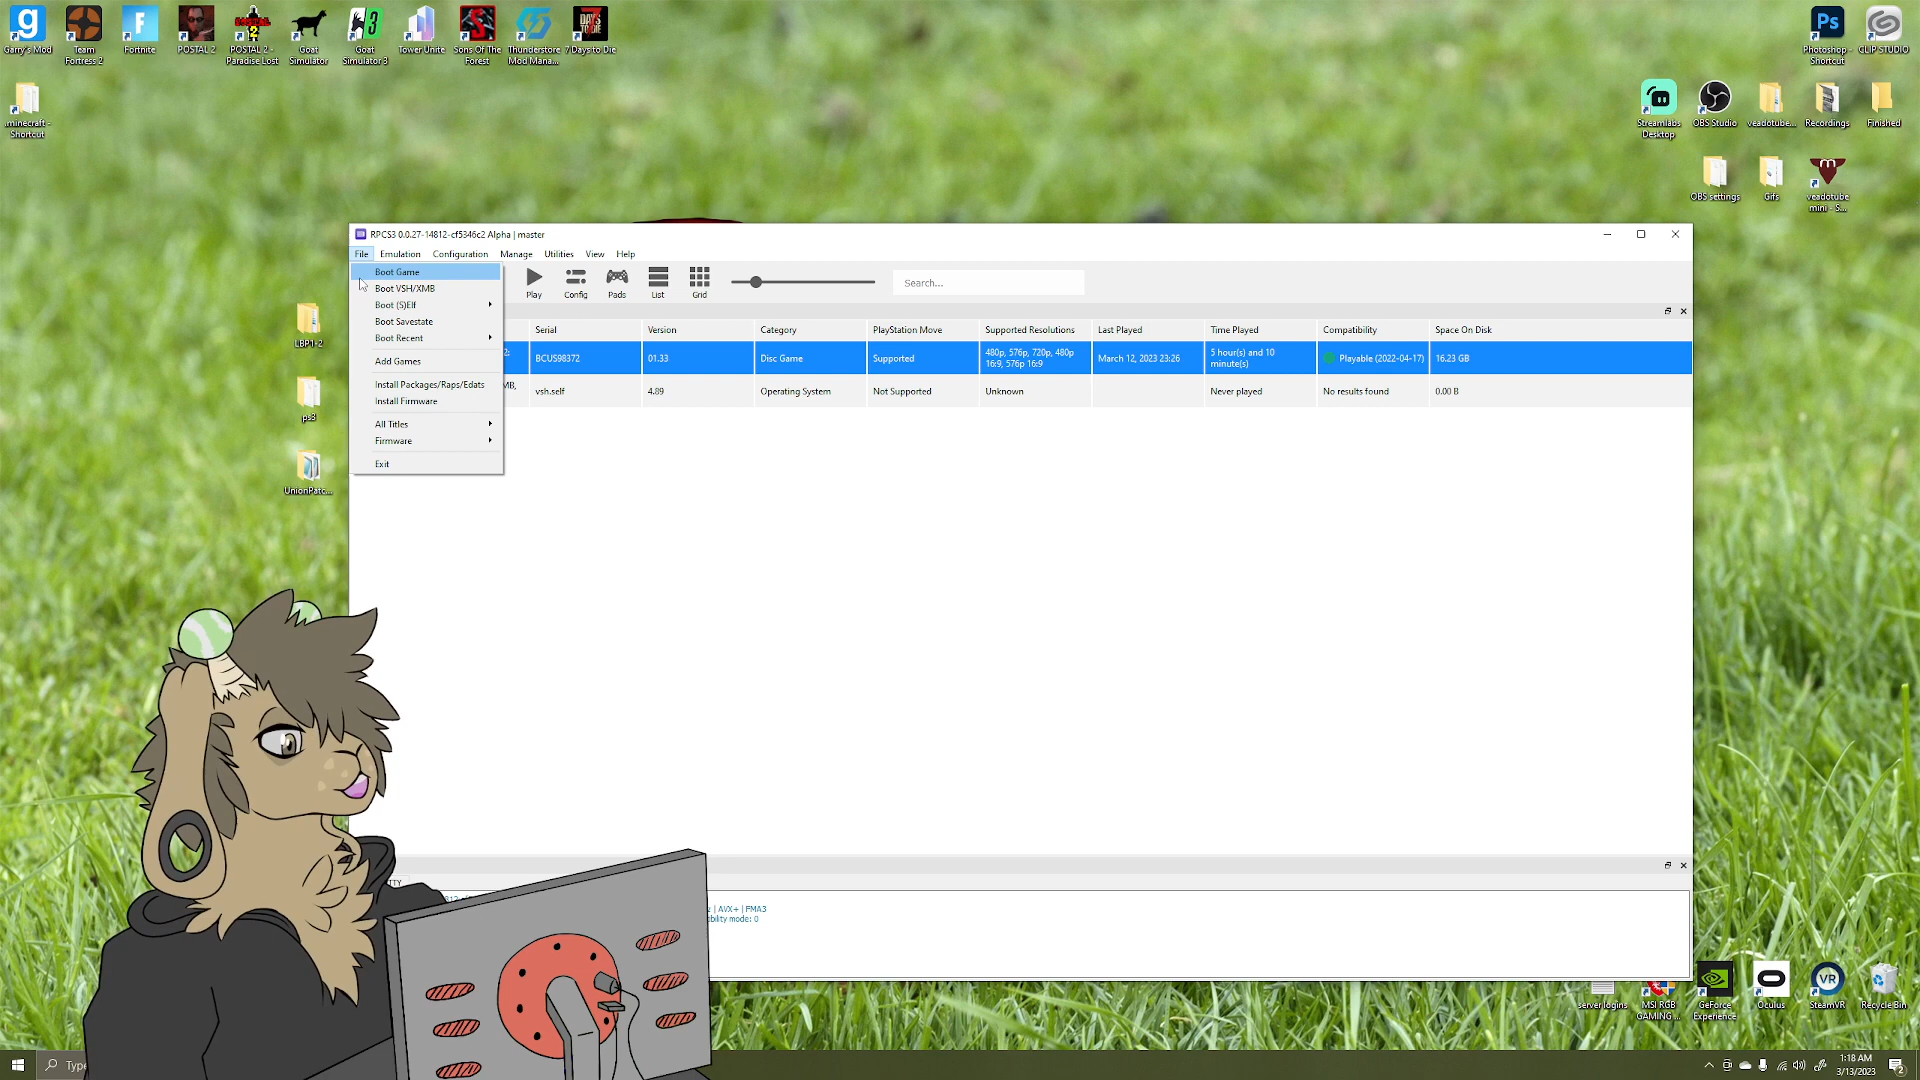 Garry's Mod
Team Fortress 2
Fortnite
POSTAL 2
POSTAL 2 - Paradise Lost
Goat Simulator
Goat Simulator 3
Tower Unite
Sons Of The Forest
Thunderstore Mod Mana...
7 Days to Die
Photoshop - Shortcut
CLIP STUDIO
.minecraft - Shortcut
Streamlabs Desktop
OBS Studio
veadotube...
Recordings
Finished
OBS settings
Gifs
veadotube mini - S...
RPCS3 0.0.27-14812-cf5346c2 Alpha | master
File Emulation Configuration Manage Utilities View Help
Boot Game
Boot VSH/XMB
Boot (S)Elf
Boot Savestate
Boot Recent
Add Games
Install Packages/Raps/Edats
Install Firmware
All Titles
Firmware
Exit
Play Config Pads List Grid
Search...
Serial Version Category PlayStation Move Supported Resolutions Last Played Time Played Compatibility Space On Disk
2: BCUS98372 01.33 Disc Game Supported 480p, 576p, 720p, 480p 16:9, 576p 16:9 March 12, 2023 23:26 5 hour(s) and 10 minute(s) Playable (2022-04-17) 16.23 GB
MB, vsh.self 4.89 Operating System Not Supported Unknown Never played No results found 0.00 B
LBP1-2
ps3
UnionPatc...
TTY
| AVX+ | FMA3
bility mode: 0
server logins
MSI RGB GAMING ...
GeForce Experience
Oculus
SteamVR
Recycle Bin
Type
1:18 AM
3/13/2023
2